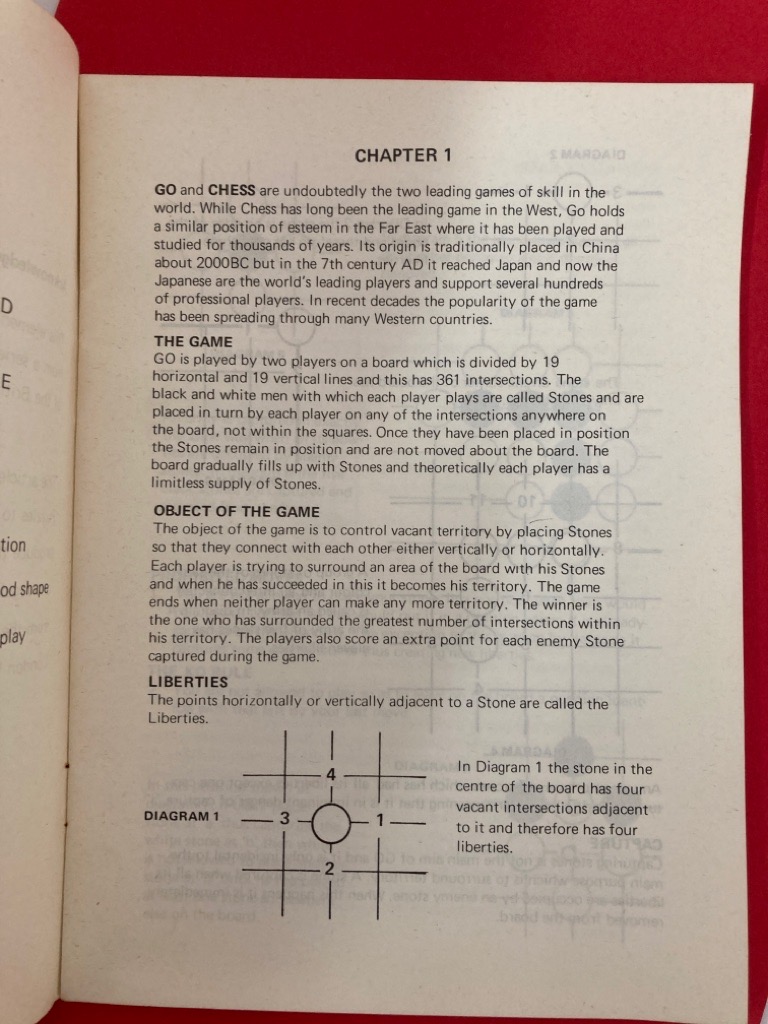 D
E
tion
od shape
play
CHAPTER 1
GO and CHESS are undoubtedly the two leading games of skill in the
world. While Chess has long been the leading game in the West, Go holds
a similar position of esteem in the Far East where it has been played and
studied for thousands of years. Its origin is traditionally placed in China
about 2000BC but in the 7th century AD it reached Japan and now the
Japanese are the world's leading players and support several hundreds
of professional players. In recent decades the popularity of the game
has been spreading through many Western countries.
THE GAME
GO is played by two players on a board which is divided by 19
horizontal and 19 vertical lines and this has 361 intersections. The
black and white men with which each player plays are called Stones and are
placed in turn by each player on any of the intersections anywhere on
the board, not within the squares. Once they have been placed in position
the Stones remain in position and are not moved about the board. The
board gradually fills up with Stones and theoretically each player has a
limitless supply of Stones.
OBJECT OF THE GAME
The object of the game is to control vacant territory by placing Stones
so that they connect with each other either vertically or horizontally.
Each player is trying to surround an area of the board with his Stones
and when he has succeeded in this it becomes his territory. The game
ends when neither player can make any more territory. The winner is
the one who has surrounded the greatest number of intersections within
his territory. The players also score an extra point for each enemy Stone
captured during the game.
LIBERTIES
The points horizontally or vertically adjacent to a Stone are called the
Liberties.
DIAGRAM 1
4
3
1
2
In Diagram 1 the stone in the
centre of the board has four
vacant intersections adjacent
to it and therefore has four
liberties.